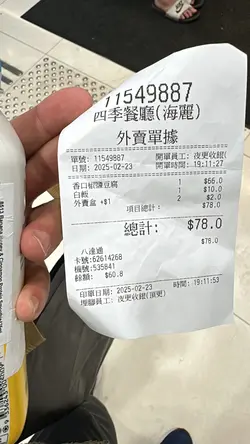 11549887
四季餐廳(海麗)
外賣單據
單號: 11549887 開單員工: 夜更收銀(
日期: 2025-02-23 時間: 19:11:27
香口椒鹽豆腐 1 $66.0
白飯 1 $10.0
外賣盒 *$1 2 $2.0
項目總計: $78.0
總計: $78.0
$78.0
八達通
卡號:62614268
機號:535841
餘額: $60.8
印單日期: 2025-02-23 時間: 19:11:53
埋腳員工: 夜更收銀(頂更)